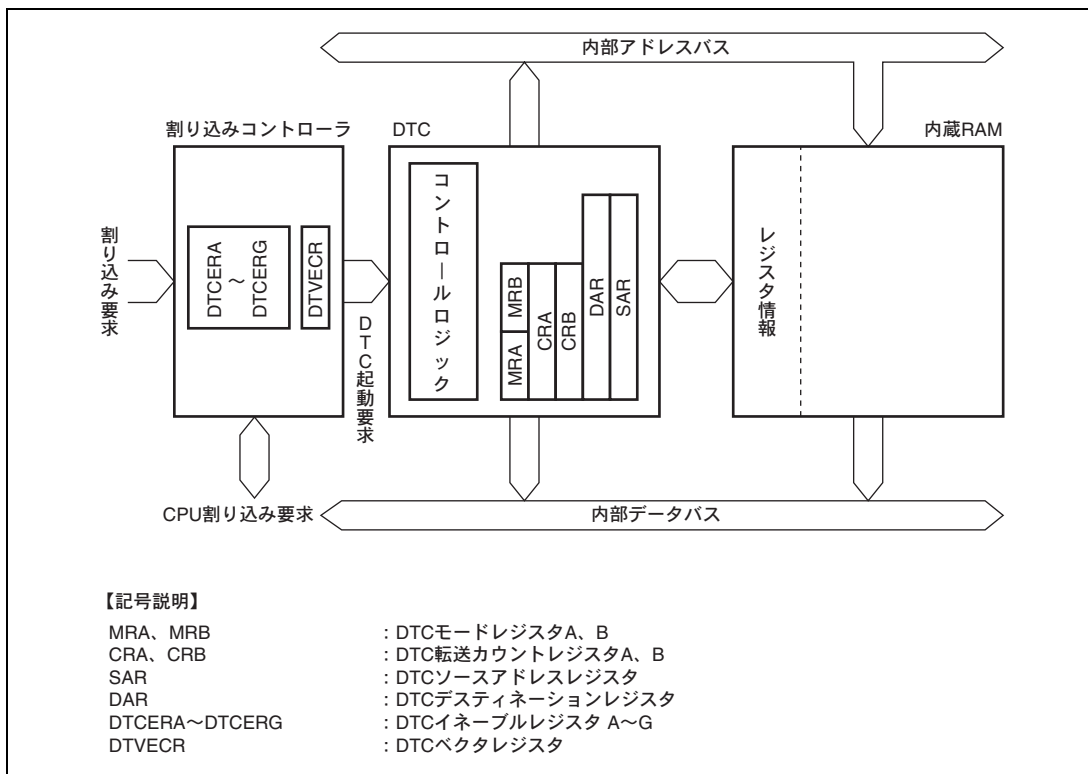 内部アドレスバス
割り込みコントローラ
DTC
内蔵RAM
割り込み要求
DTCERA
〜
DTCERG
DTVECR
DTC起動要求
コントロールロジック
MRA
MRB
CRA
CRB
DAR
SAR
レジスタ情報
CPU割り込み要求
内部データバス
【記号説明】
MRA、MRB : DTCモードレジスタA、B
CRA、CRB : DTC転送カウントレジスタA、B
SAR : DTCソースアドレスレジスタ
DAR : DTCデスティネーションレジスタ
DTCERA〜DTCERG : DTCイネーブルレジスタ A〜G
DTVECR : DTCベクタレジスタ